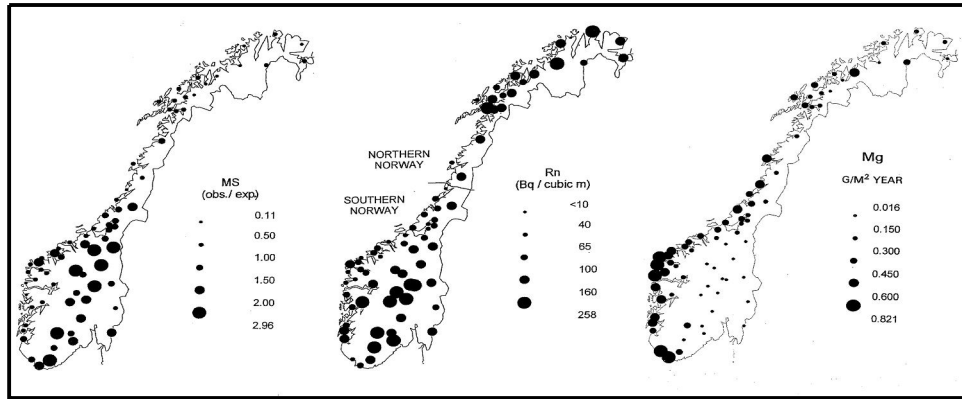 MS
(obs./ exp.)
0.11
0.50
1.00
1.50
2.00
2.96
NORTHERN
NORWAY
SOUTHERN
NORWAY
Rn
(Bq / cubic m)
<10
40
65
100
160
258
Mg
G/M² YEAR
0.016
0.150
0.300
0.450
0.600
0.821